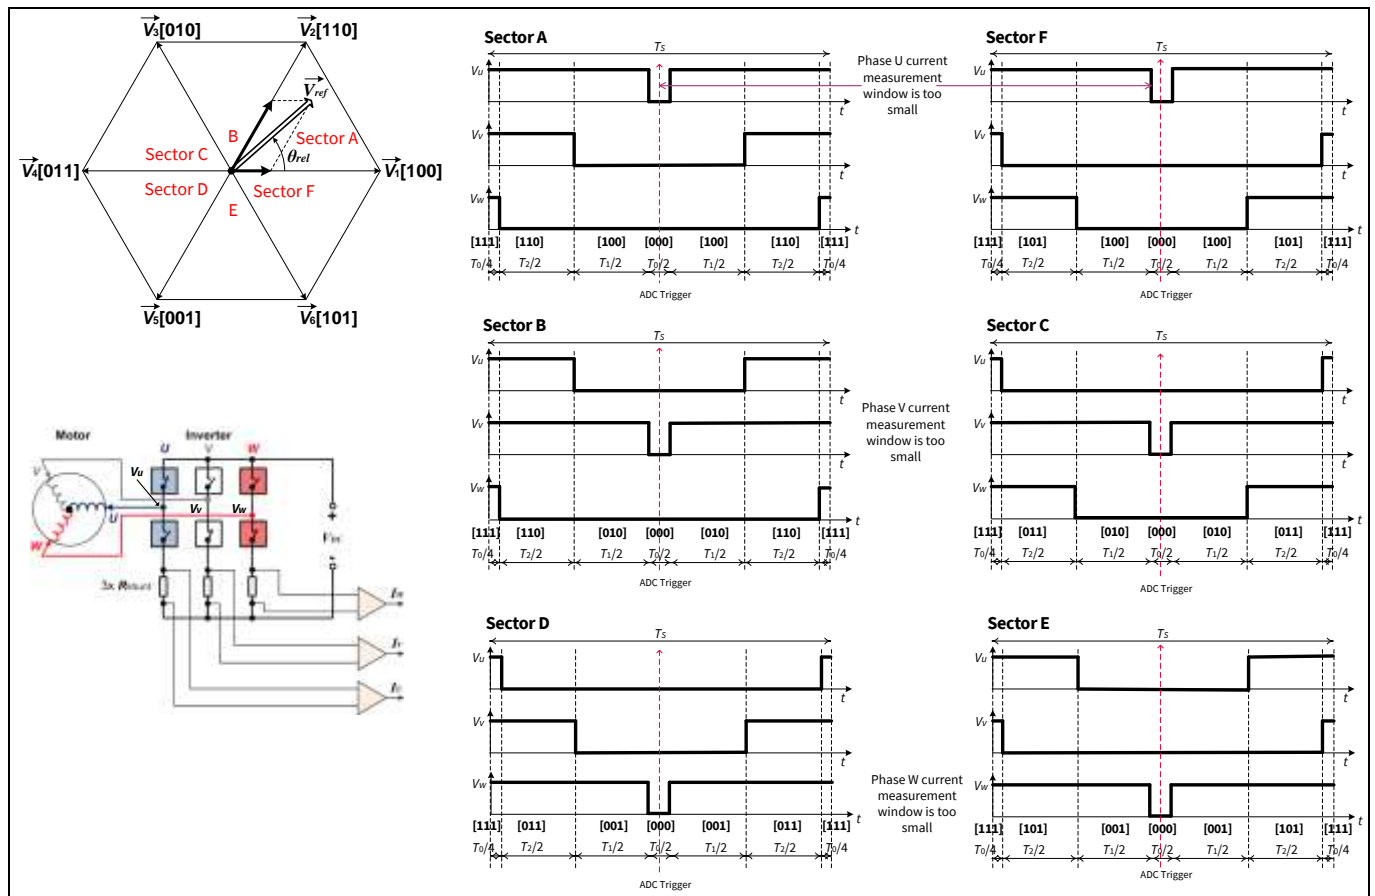 V3[010]
V2[110]
Vref
B
Sector A
Sector C
θrel
V4[011]
V1[100]
Sector D
Sector F
E
V5[001]
V6[101]
Motor
Inverter
U
V
W
Vu
V
Vv
Vw
U
W
VDC
3x Rshunt
IW
IV
IU
Sector A
Ts
Vu
t
Vv
t
Vw
t
[111] [110] [100] [000] [100] [110] [111]
T0/4 T2/2 T1/2 T0/2 T1/2 T2/2 T0/4
ADC Trigger
Phase U current
measurement
window is too
small
Sector F
Ts
Vu
t
Vv
t
Vw
t
[111] [101] [100] [000] [100] [101] [111]
T0/4 T2/2 T1/2 T0/2 T1/2 T2/2 T0/4
ADC Trigger
Sector B
Ts
Vu
t
Vv
t
Vw
t
[111] [110] [010] [000] [010] [110] [111]
T0/4 T2/2 T1/2 T0/2 T1/2 T2/2 T0/4
ADC Trigger
Phase V current
measurement
window is too
small
Sector C
Ts
Vu
t
Vv
t
Vw
t
[111] [011] [010] [000] [010] [011] [111]
T0/4 T2/2 T1/2 T0/2 T1/2 T2/2 T0/4
ADC Trigger
Sector D
Ts
Vu
t
Vv
t
Vw
t
[111] [011] [001] [000] [001] [011] [111]
T0/4 T2/2 T1/2 T0/2 T1/2 T2/2 T0/4
ADC Trigger
Phase W current
measurement
window is too
small
Sector E
Ts
Vu
t
Vv
t
Vw
t
[111] [101] [001] [000] [001] [101] [111]
T0/4 T2/2 T1/2 T0/2 T1/2 T2/2 T0/4
ADC Trigger